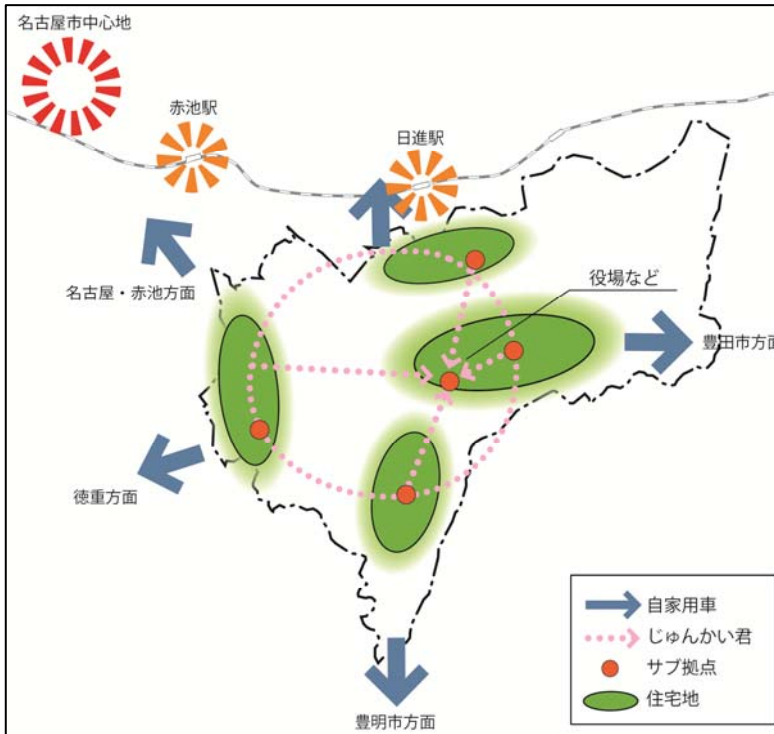 名古屋市中心地
赤池駅
日進駅
役場など
名古屋・赤池方面
豊田市方面
徳重方面
豊明市方面
自家用車
じゅんかい君
サブ拠点
住宅地